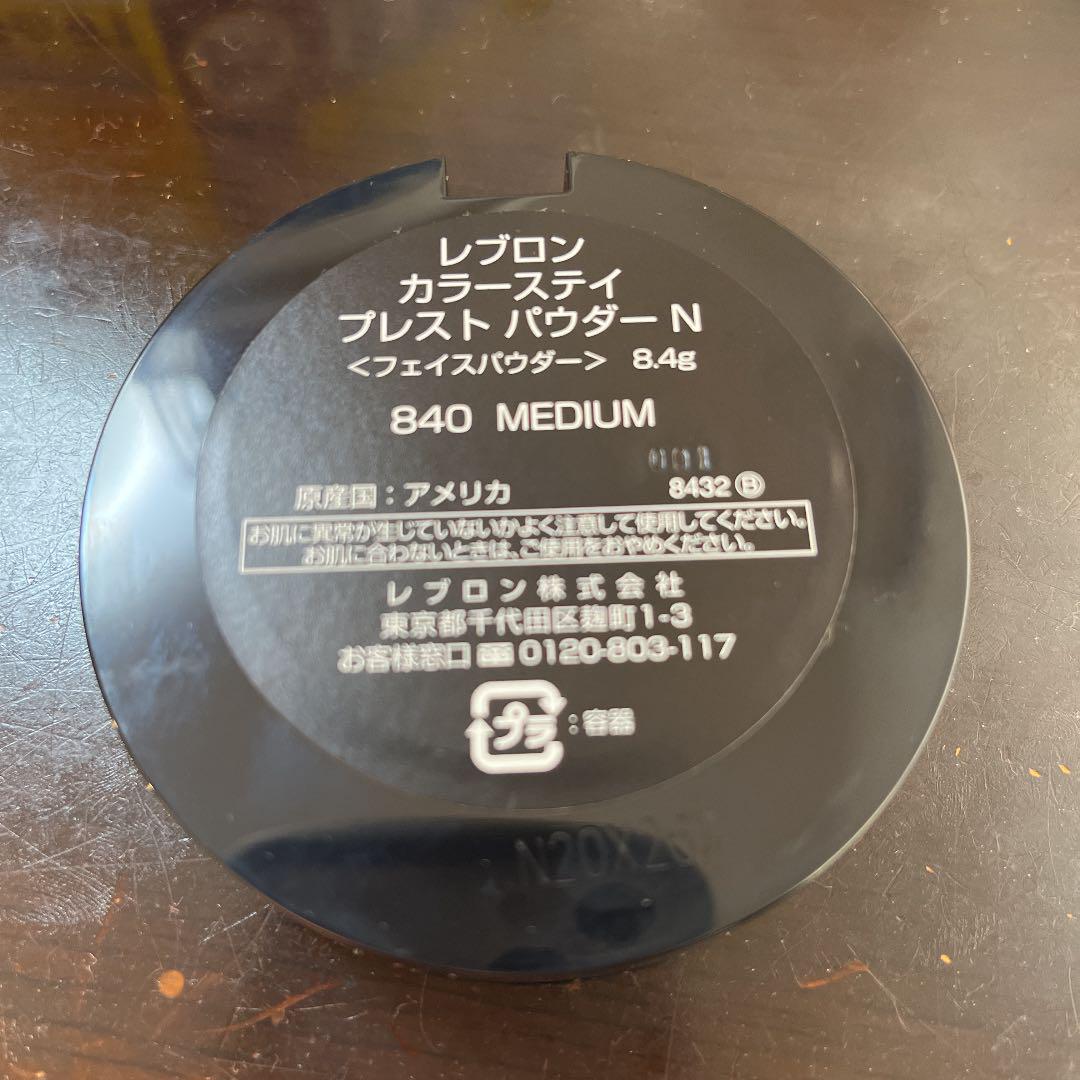 レブロン
カラーステイ
プレスト パウダー N
<フェイスパウダー> 8.4g
840 MEDIUM
原産国:アメリカ 8432 Ⓑ
お肌に異常が生じていないかよく注意して使用してください。
お肌に合わないときは、ご使用をおやめください。
レブロン株式会社
東京都千代田区麹町1-3
お客様窓口 0120-803-117
プラ:容器